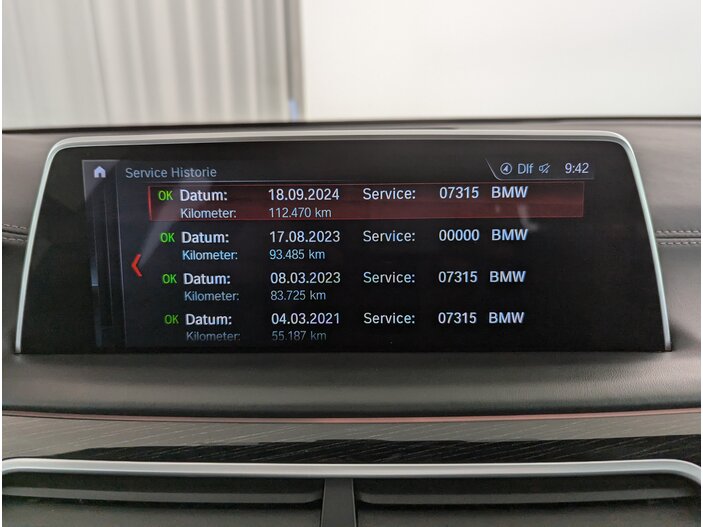 Service Historie Dlf 9:42
OK Datum: 18.09.2024 Service: 07315 BMW
Kilometer: 112.470 km
OK Datum: 17.08.2023 Service: 00000 BMW
Kilometer: 93.485 km
OK Datum: 08.03.2023 Service: 07315 BMW
Kilometer: 83.725 km
OK Datum: 04.03.2021 Service: 07315 BMW
Kilometer: 55.187 km